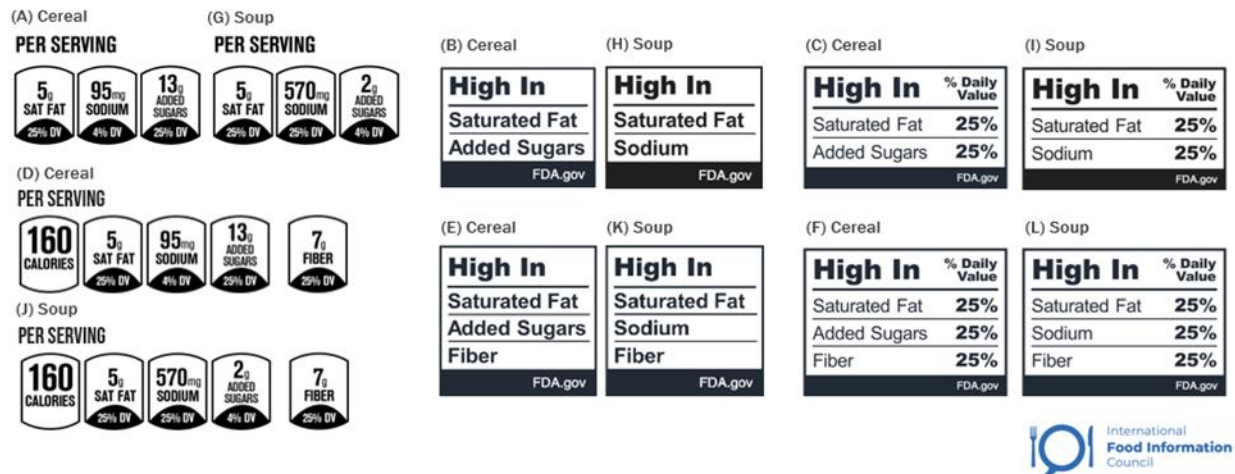 (A) Cereal
PER SERVING
5g
SAT FAT
25% DV
95mg
SODIUM
4% DV
13g
ADDED
SUGARS
25% DV
(G) Soup
PER SERVING
5g
SAT FAT
25% DV
570mg
SODIUM
25% DV
2g
ADDED
SUGARS
4% DV
(B) Cereal
High In
Saturated Fat
Added Sugars
FDA.gov
(H) Soup
High In
Saturated Fat
Sodium
FDA.gov
(C) Cereal
High In % Daily
Value
Saturated Fat 25%
Added Sugars 25%
FDA.gov
(I) Soup
High In % Daily
Value
Saturated Fat 25%
Sodium 25%
FDA.gov
(D) Cereal
PER SERVING
160
CALORIES
5g
SAT FAT
25% DV
95mg
SODIUM
4% DV
13g
ADDED
SUGARS
25% DV
7g
FIBER
25% DV
(J) Soup
PER SERVING
160
CALORIES
5g
SAT FAT
25% DV
570mg
SODIUM
25% DV
2g
ADDED
SUGARS
4% DV
7g
FIBER
25% DV
(E) Cereal
High In
Saturated Fat
Added Sugars
Fiber
FDA.gov
(K) Soup
High In
Saturated Fat
Sodium
Fiber
FDA.gov
(F) Cereal
High In % Daily
Value
Saturated Fat 25%
Added Sugars 25%
Fiber 25%
FDA.gov
(L) Soup
High In % Daily
Value
Saturated Fat 25%
Sodium 25%
Fiber 25%
FDA.gov
International
Food Information
Council